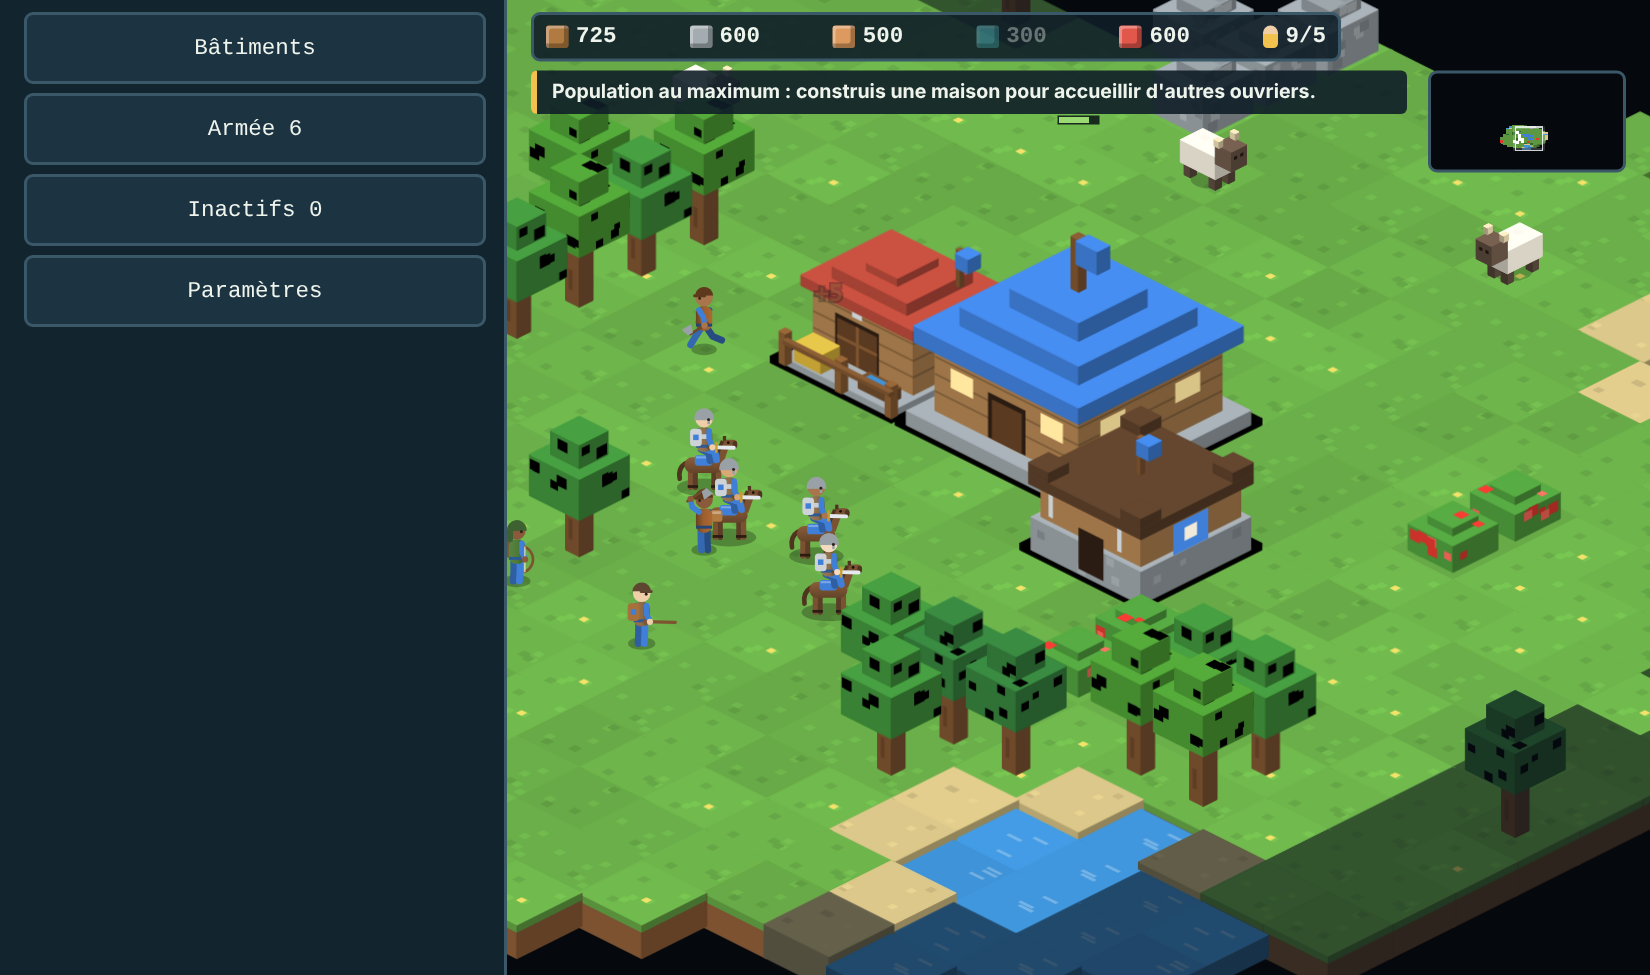 Bâtiments
Armée 6
Inactifs 0
Paramètres
725 600 500 300 600 9/5
Population au maximum : construis une maison pour accueillir d'autres ouvriers.
+5